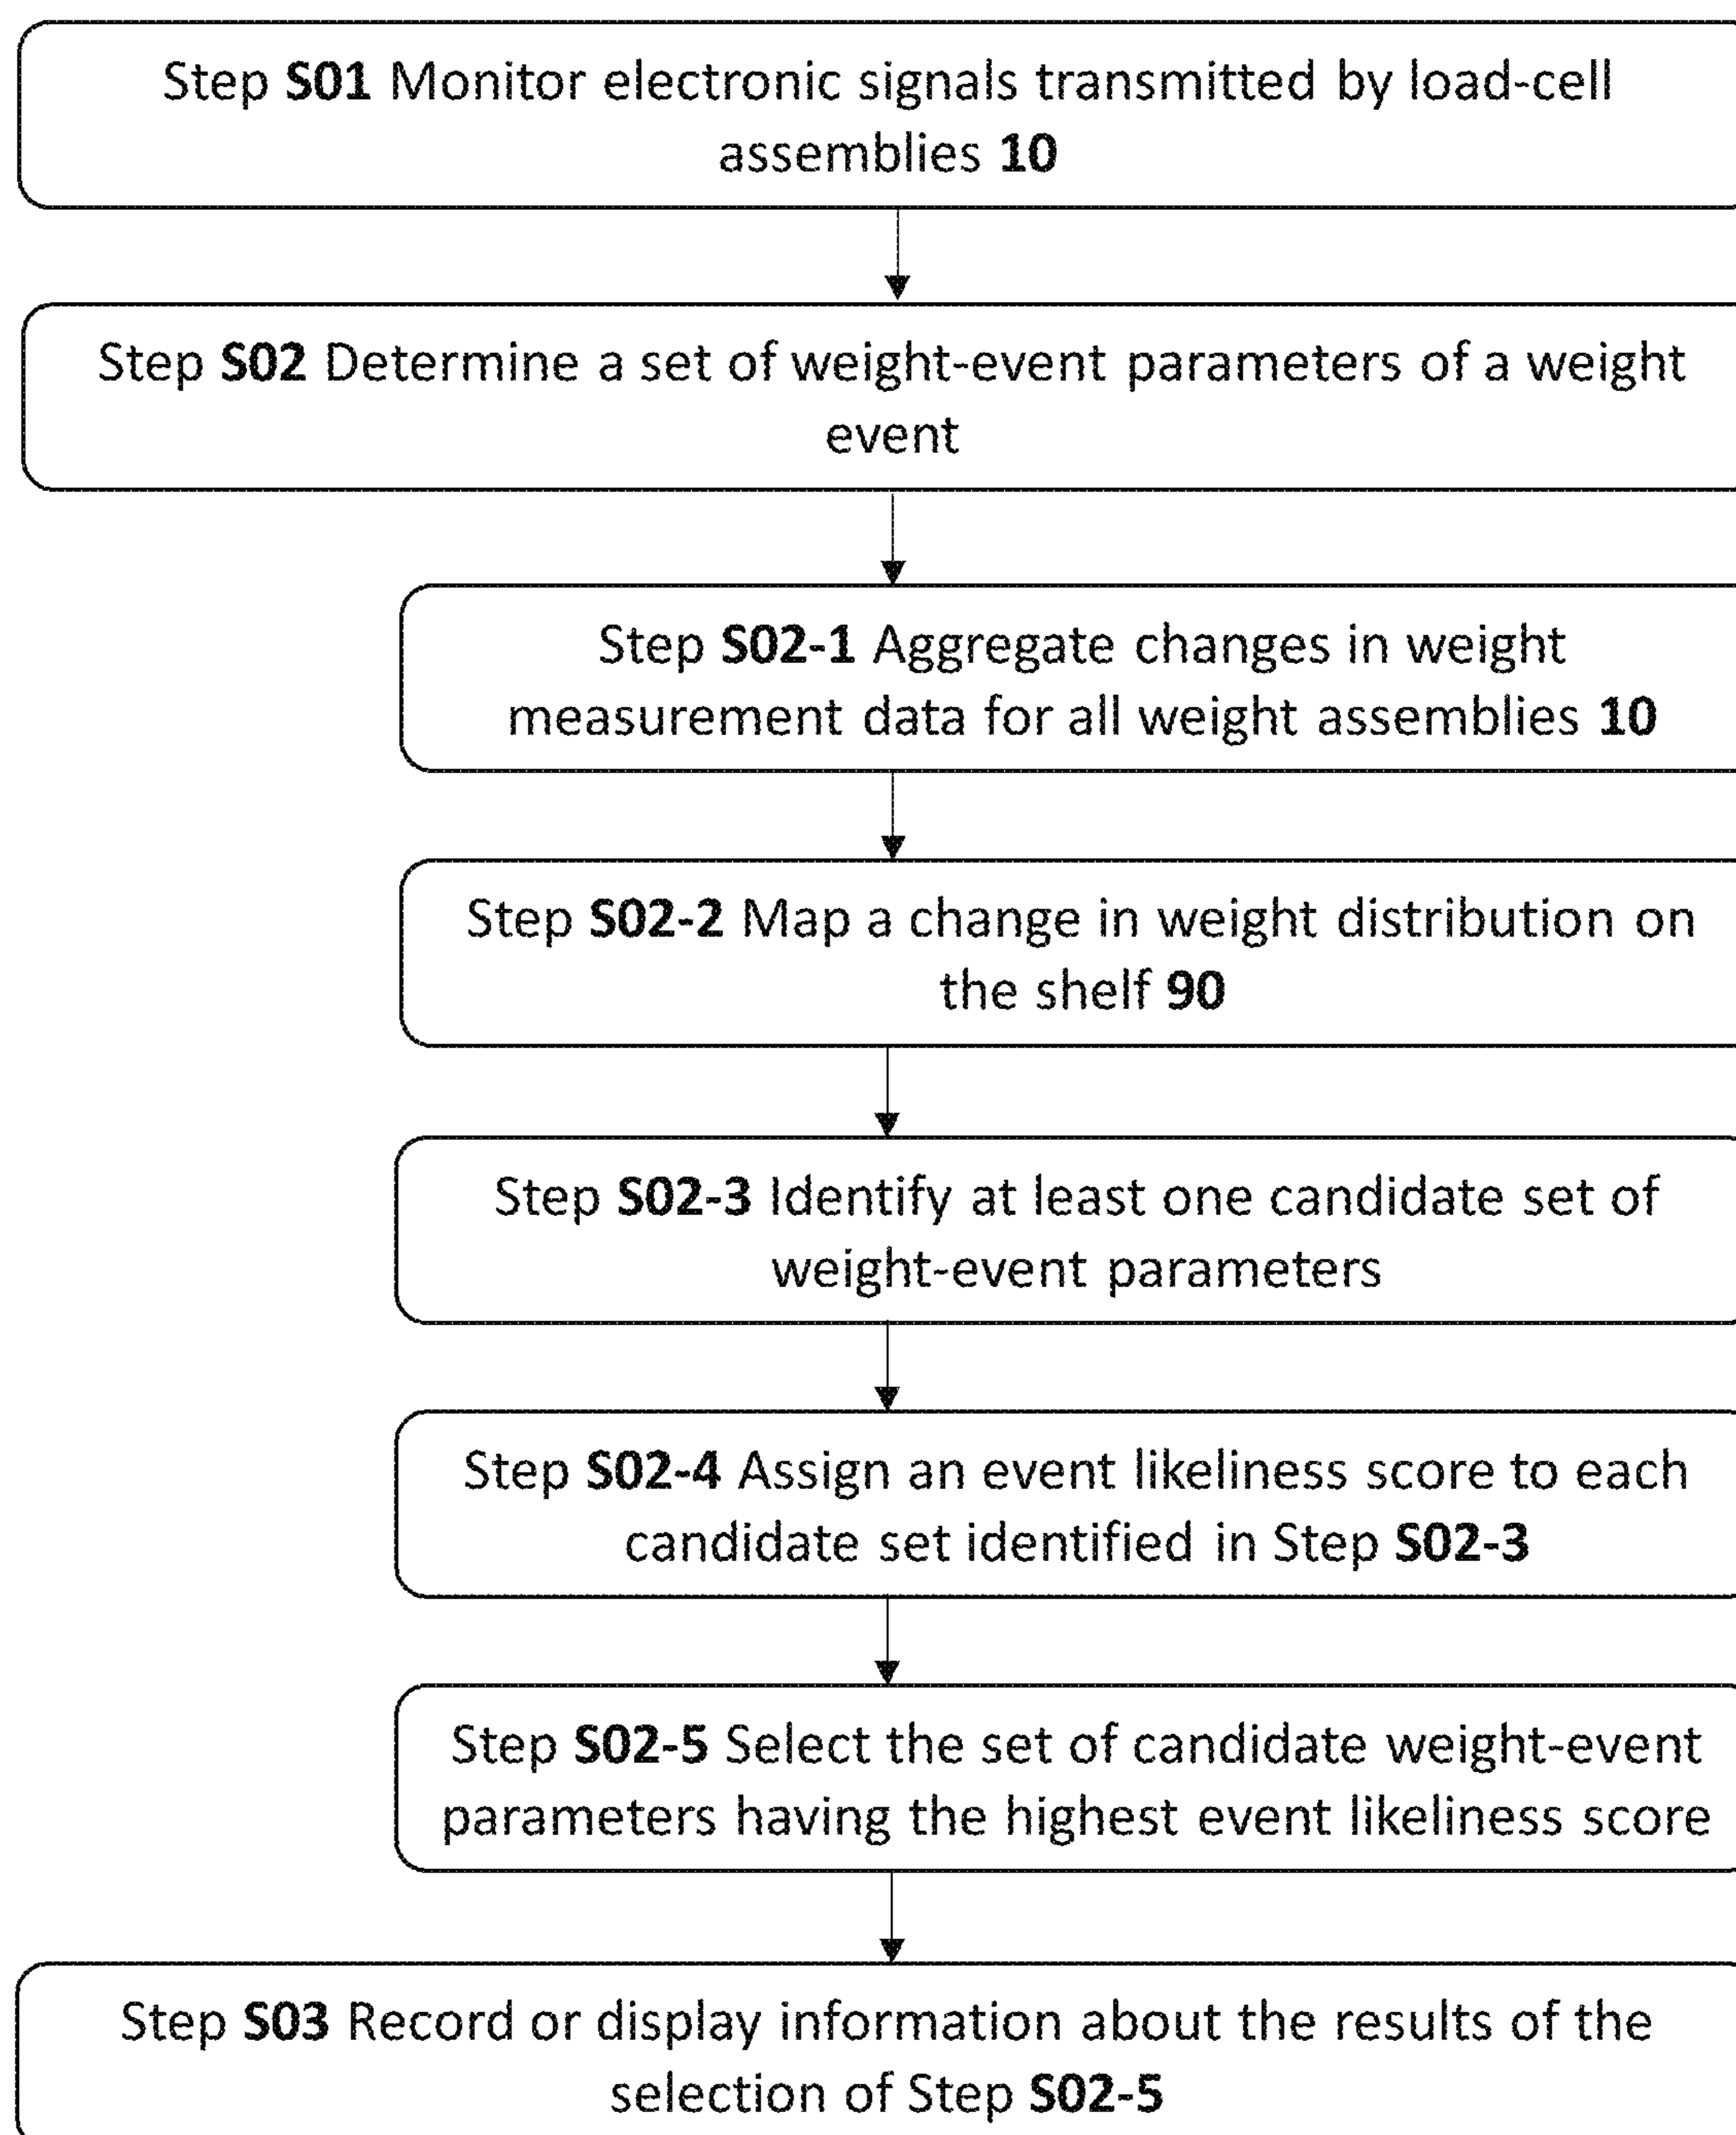 Step S01 Monitor electronic signals transmitted by load-cell
assemblies 10
Step S02 Determine a set of weight-event parameters of a weight
event
Step S02-1 Aggregate changes in weight
measurement data for all weight assemblies 10
Step S02-2 Map a change in weight distribution on
the shelf 90
Step S02-3 Identify at least one candidate set of
weight-event parameters
Step S02-4 Assign an event likeliness score to each
candidate set identified in Step S02-3
Step S02-5 Select the set of candidate weight-event
parameters having the highest event likeliness score
Step S03 Record or display information about the results of the
selection of Step S02-5